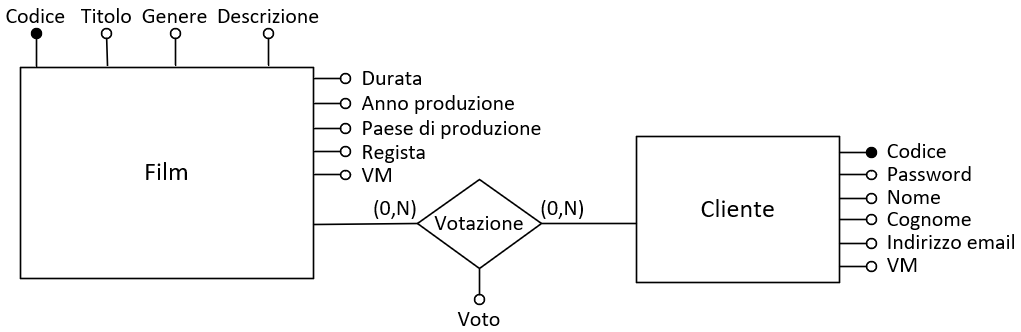 Codice Titolo Genere Descrizione
Durata
Anno produzione
Paese di produzione
Regista
VM
Film
(0,N) Votazione (0,N)
Voto
Cliente
Codice
Password
Nome
Cognome
Indirizzo email
VM